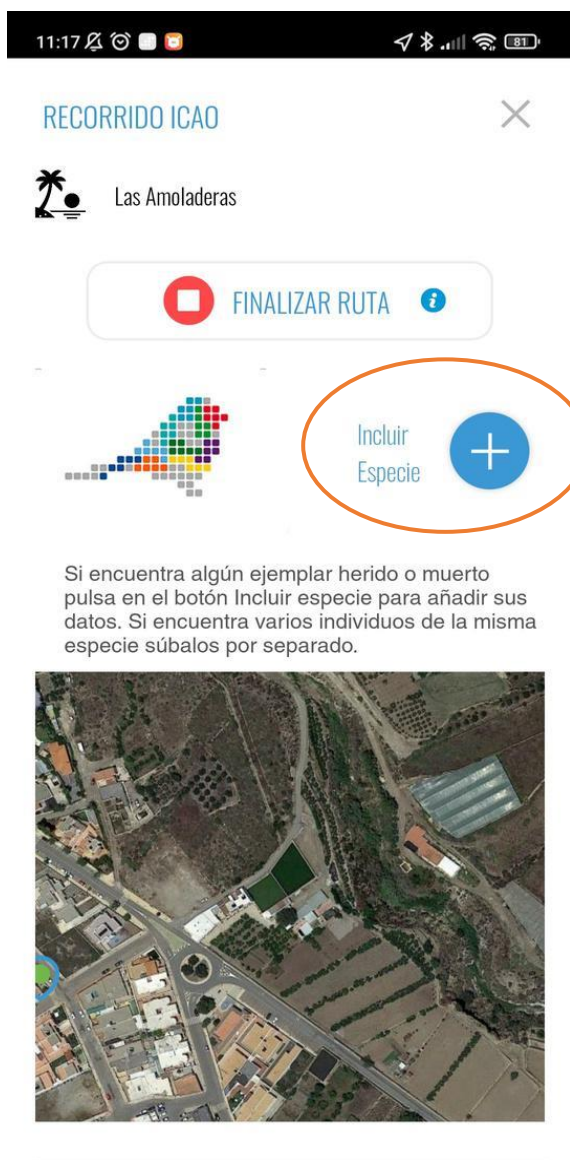 11:17
81
RECORRIDO ICAO
Las Amoladeras
FINALIZAR RUTA i
Incluir
Especie
Si encuentra algún ejemplar herido o muerto
pulsa en el botón Incluir especie para añadir sus
datos. Si encuentra varios individuos de la misma
especie súbalos por separado.